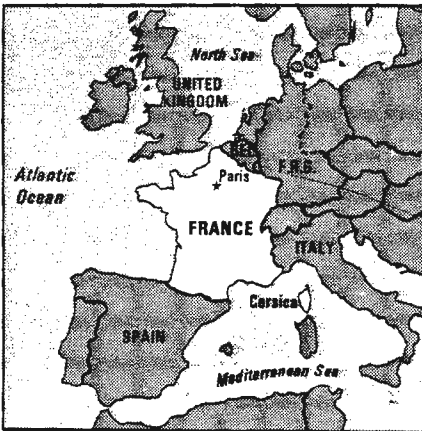 North Sea
UNITED
KINGDOM
F.R.G.
Atlantic
Ocean
Paris
FRANCE
ITALY
Corsica
SPAIN
Mediterranean Sea